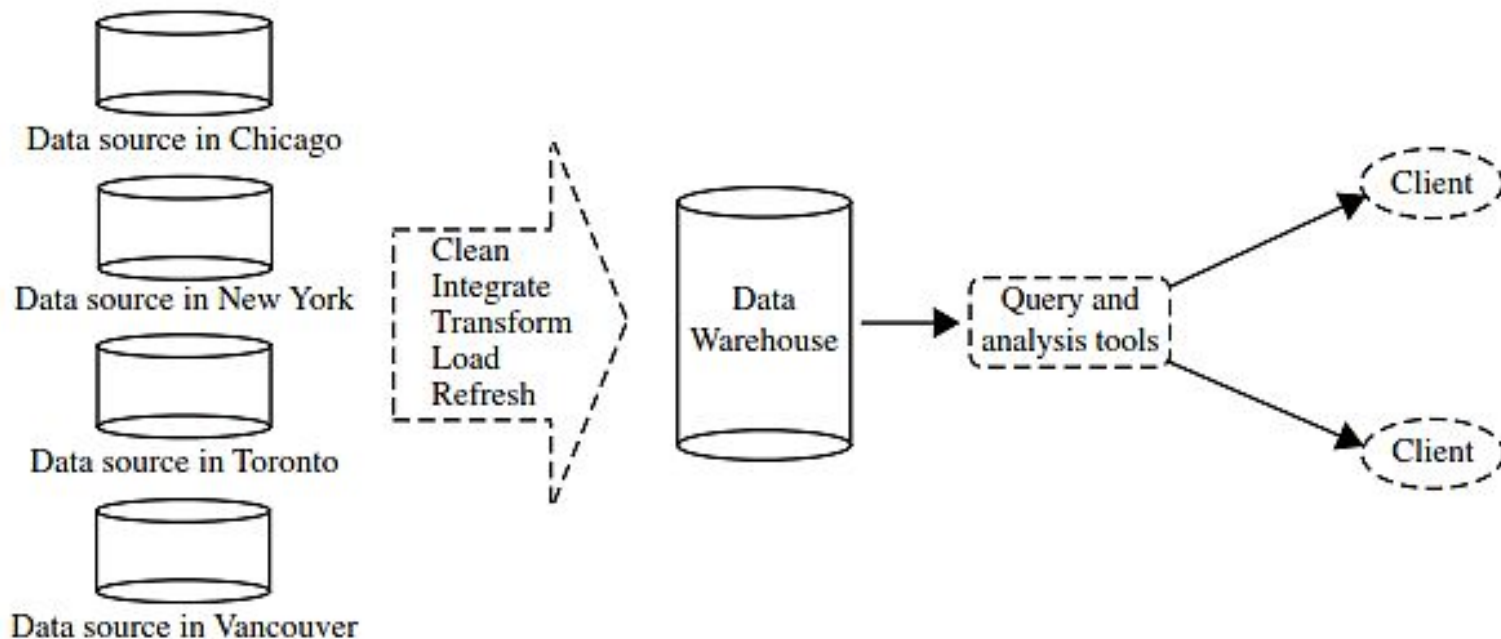 Data source in Chicago
Data source in New York
Data source in Toronto
Data source in Vancouver
Clean
Integrate
Transform
Load
Refresh
Data
Warehouse
Query and
analysis tools
Client
Client